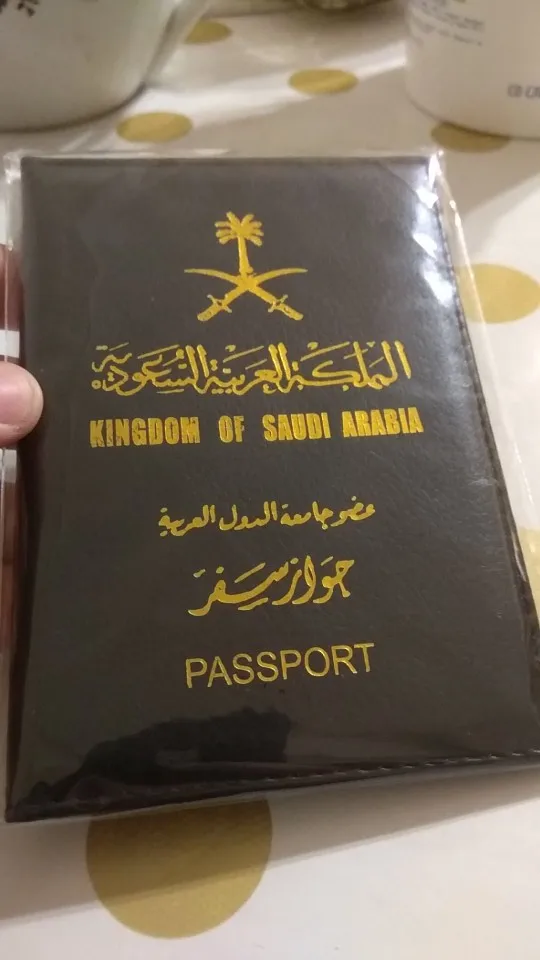 المملكة العربية السعودية
KINGDOM OF SAUDI ARABIA
عضو جامعة الدول العربية
جواز سفر
PASSPORT